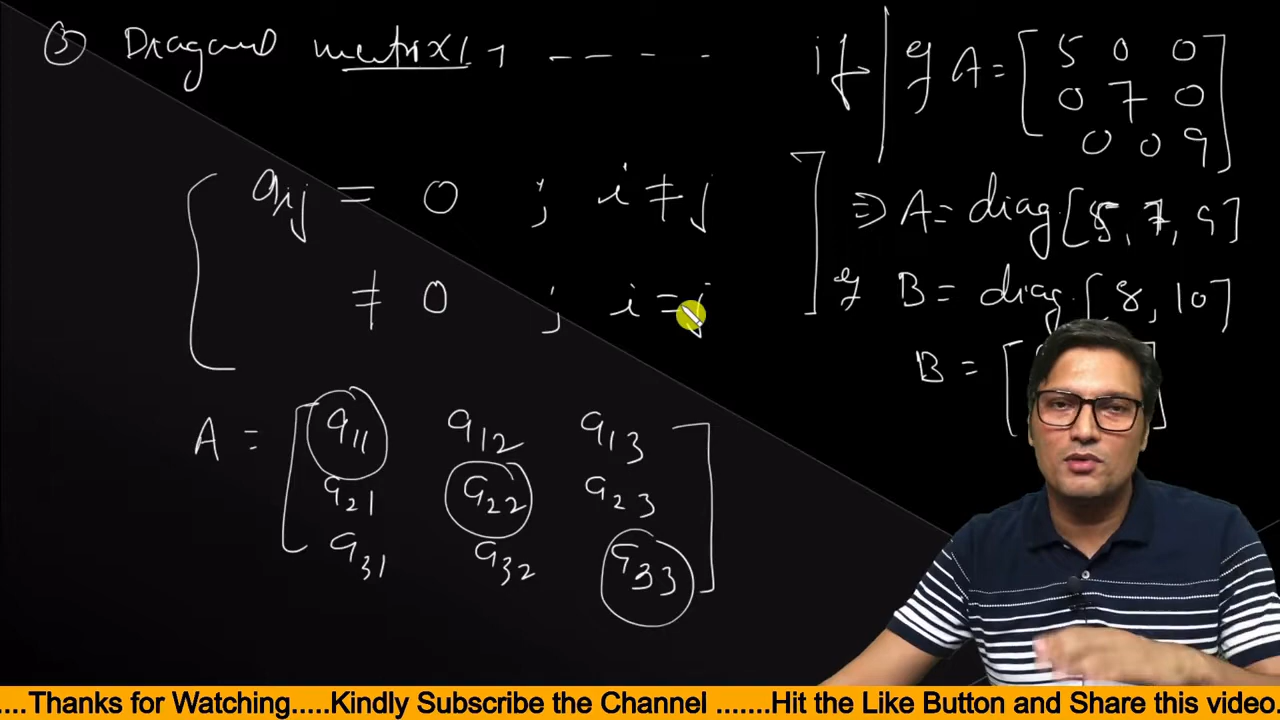 ③ Diagonal matrix , - - - -
if
eg A = [ 5 0 0
0 7 0
0 0 9 ]
a_ij = 0 ; i ≠ j
≠ 0 ; i = j
⇒ A = diag [5, 7, 9]
eg B = diag. [8, 10]
B = [ ]
A = [ a11 a12 a13
a21 a22 a23
a31 a32 a33 ]
....Thanks for Watching.....Kindly Subscribe the Channel .......Hit the Like Button and Share this video.